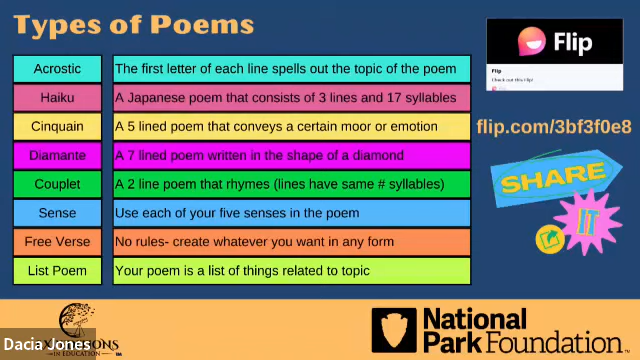 Types of Poems
Acrostic The first letter of each line spells out the topic of the poem
Haiku A Japanese poem that consists of 3 lines and 17 syllables
Cinquain A 5 lined poem that conveys a certain moor or emotion
Diamante A 7 lined poem written in the shape of a diamond
Couplet A 2 line poem that rhymes (lines have same # syllables)
Sense Use each of your five senses in the poem
Free Verse No rules- create whatever you want in any form
List Poem Your poem is a list of things related to topic
Flip
Flip
Check out this Flip!
flip.com/3bf3f0e8
SHARE
IT
IN EDUCATION
Dacia Jones
National
Park Foundation